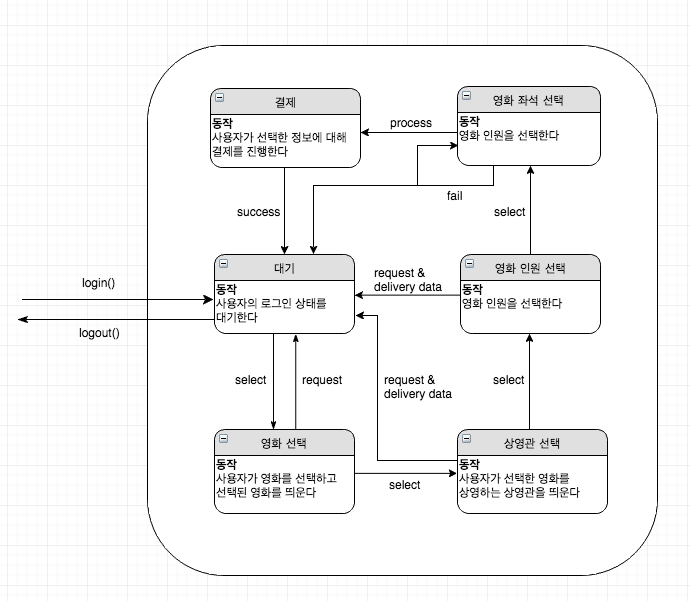 결제
동작
사용자가 선택한 정보에 대해
결제를 진행한다
process
영화 좌석 선택
동작
영화 인원을 선택한다
fail
success
select
login()
logout()
대기
동작
사용자의 로그인 상태를
대기한다
request &
delivery data
영화 인원 선택
동작
영화 인원을 선택한다
select
request
request &
delivery data
select
영화 선택
동작
사용자가 영화를 선택하고
선택된 영화를 띄운다
select
상영관 선택
동작
사용자가 선택한 영화를
상영하는 상영관을 띄운다